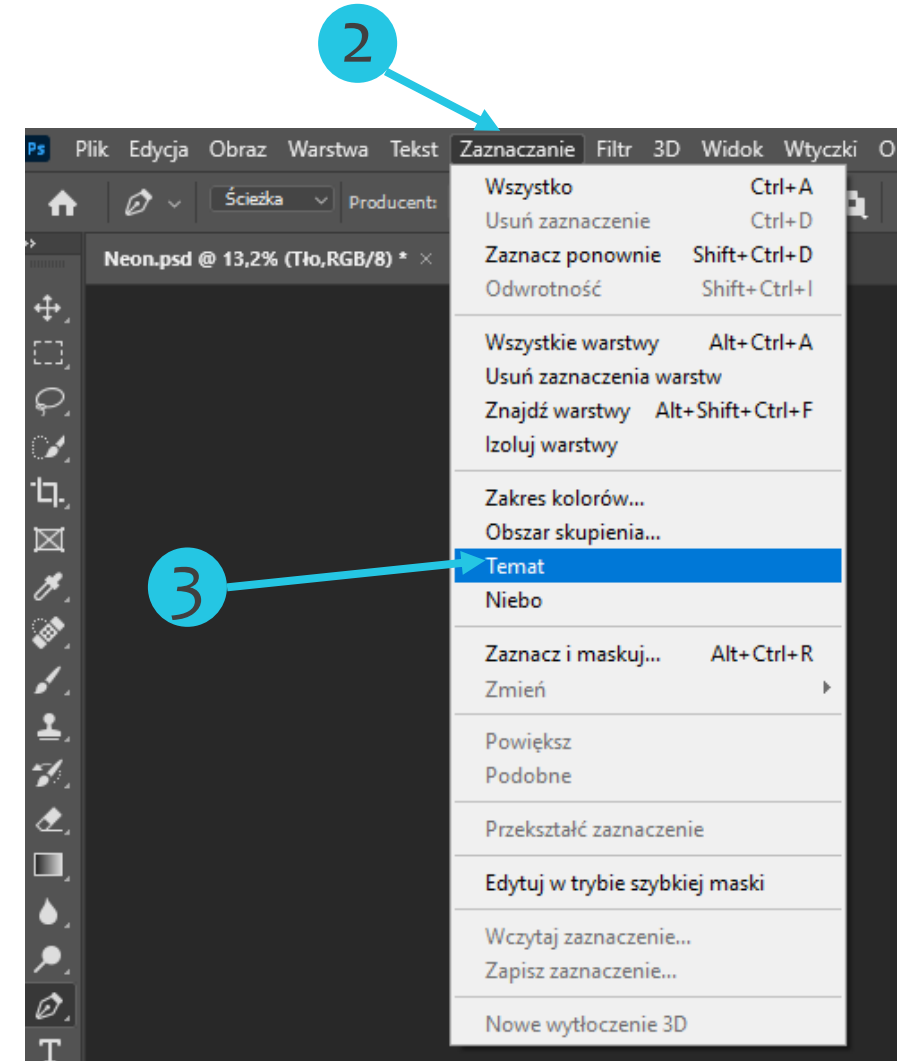 2
Ps Plik Edycja Obraz Warstwa Tekst Zaznaczanie Filtr 3D Widok Wtyczki O
Ścieżka Producent:
Neon.psd @ 13,2% (Tło,RGB/8) * ×
Wszystko Ctrl+A
Usuń zaznaczenie Ctrl+D
Zaznacz ponownie Shift+Ctrl+D
Odwrotność Shift+Ctrl+I
Wszystkie warstwy Alt+Ctrl+A
Usuń zaznaczenia warstw
Znajdź warstwy Alt+Shift+Ctrl+F
Izoluj warstwy
Zakres kolorów...
Obszar skupienia...
3
Temat
Niebo
Zaznacz i maskuj... Alt+Ctrl+R
Zmień
Powiększ
Podobne
Przekształć zaznaczenie
Edytuj w trybie szybkiej maski
Wczytaj zaznaczenie...
Zapisz zaznaczenie...
Nowe wytłoczenie 3D